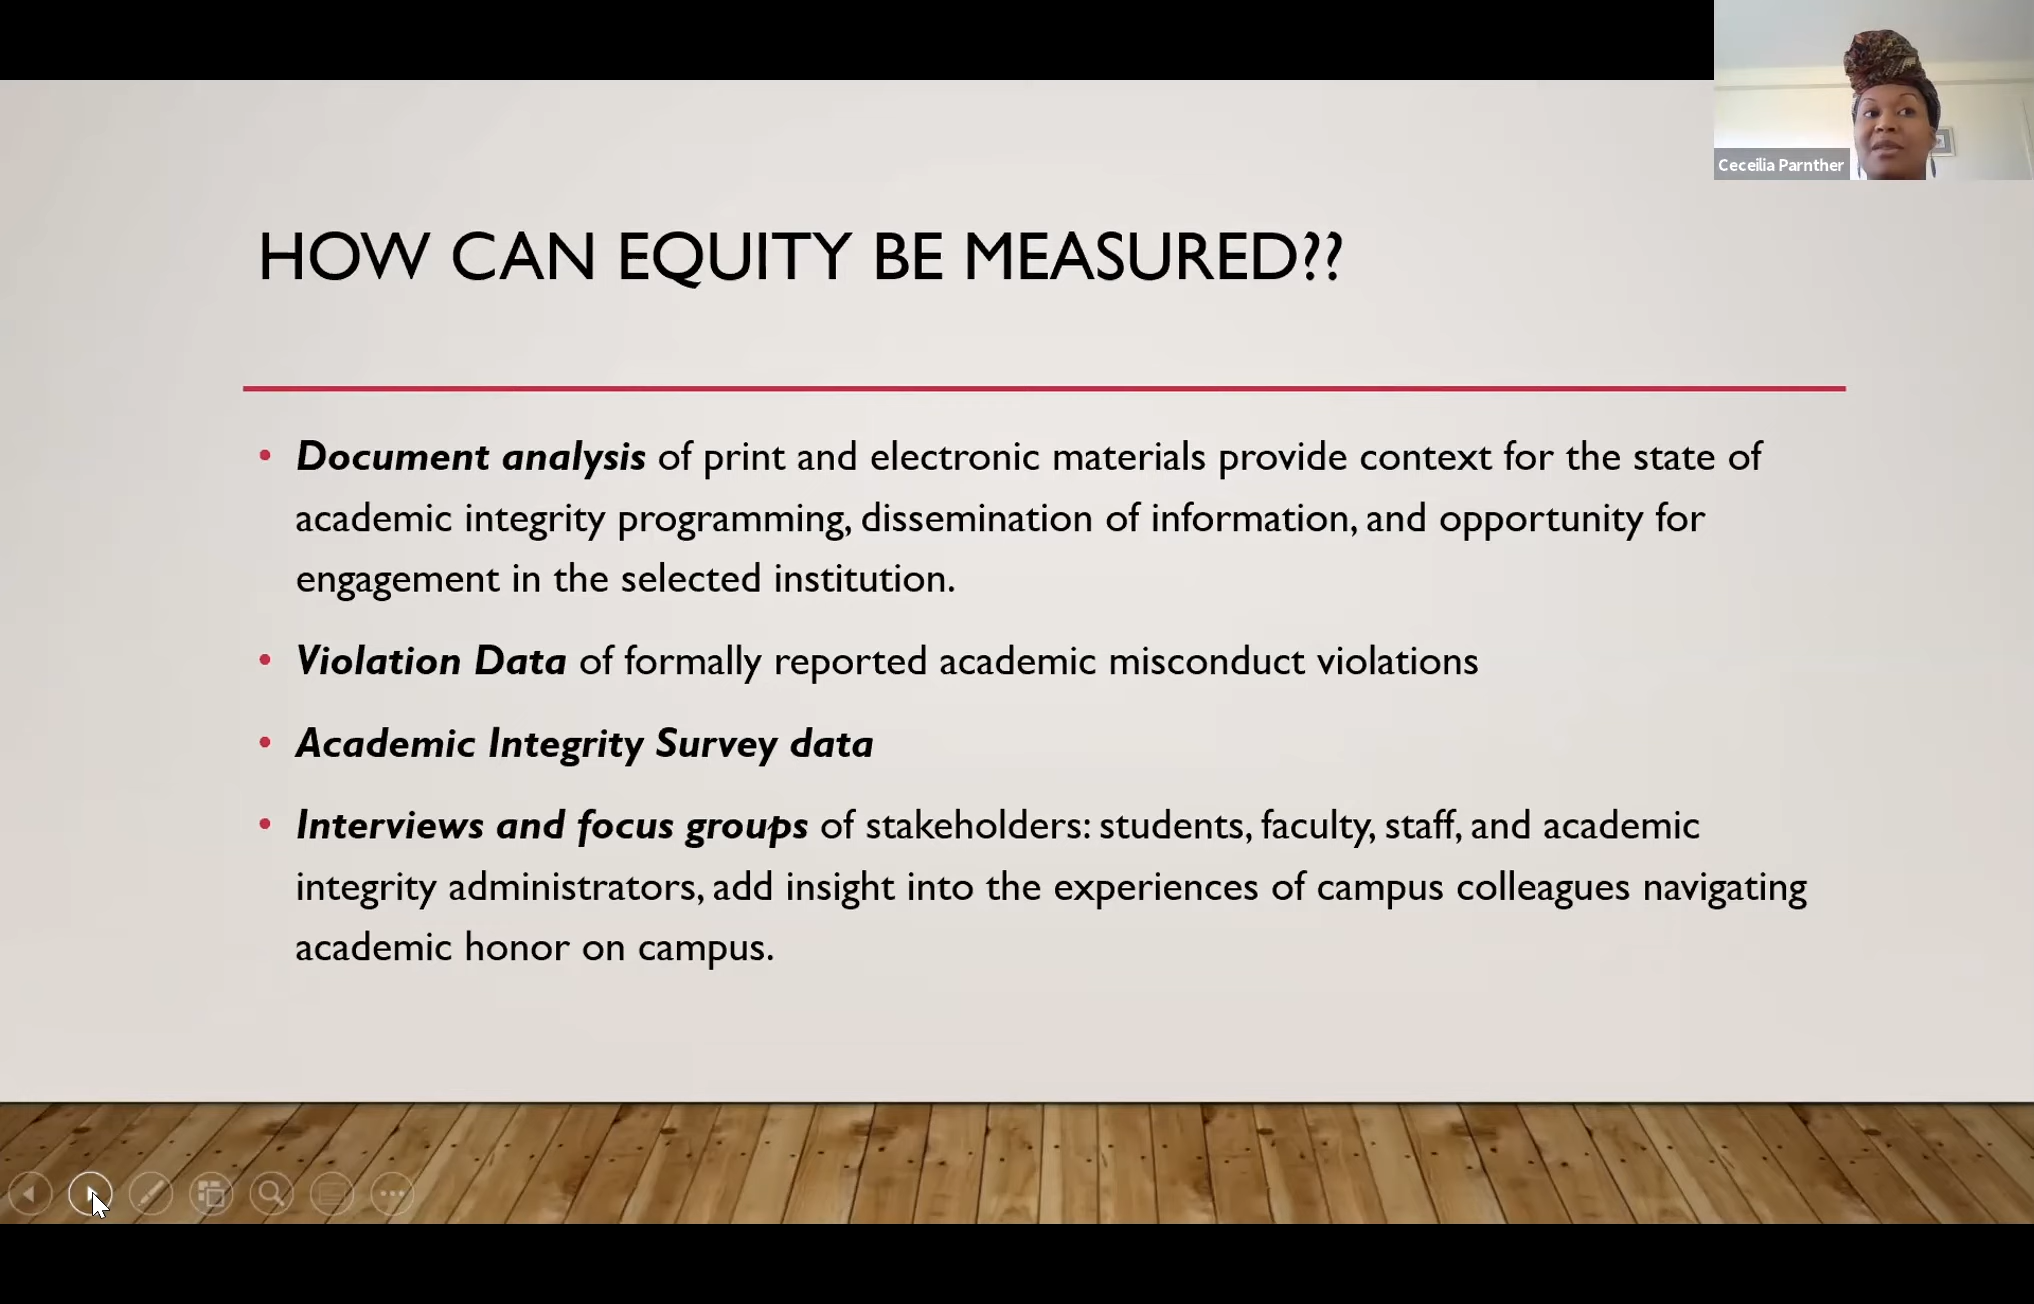 Ceceilia Parnther
HOW CAN EQUITY BE MEASURED??
• Document analysis of print and electronic materials provide context for the state of
academic integrity programming, dissemination of information, and opportunity for
engagement in the selected institution.
• Violation Data of formally reported academic misconduct violations
• Academic Integrity Survey data
• Interviews and focus groups of stakeholders: students, faculty, staff, and academic
integrity administrators, add insight into the experiences of campus colleagues navigating
academic honor on campus.